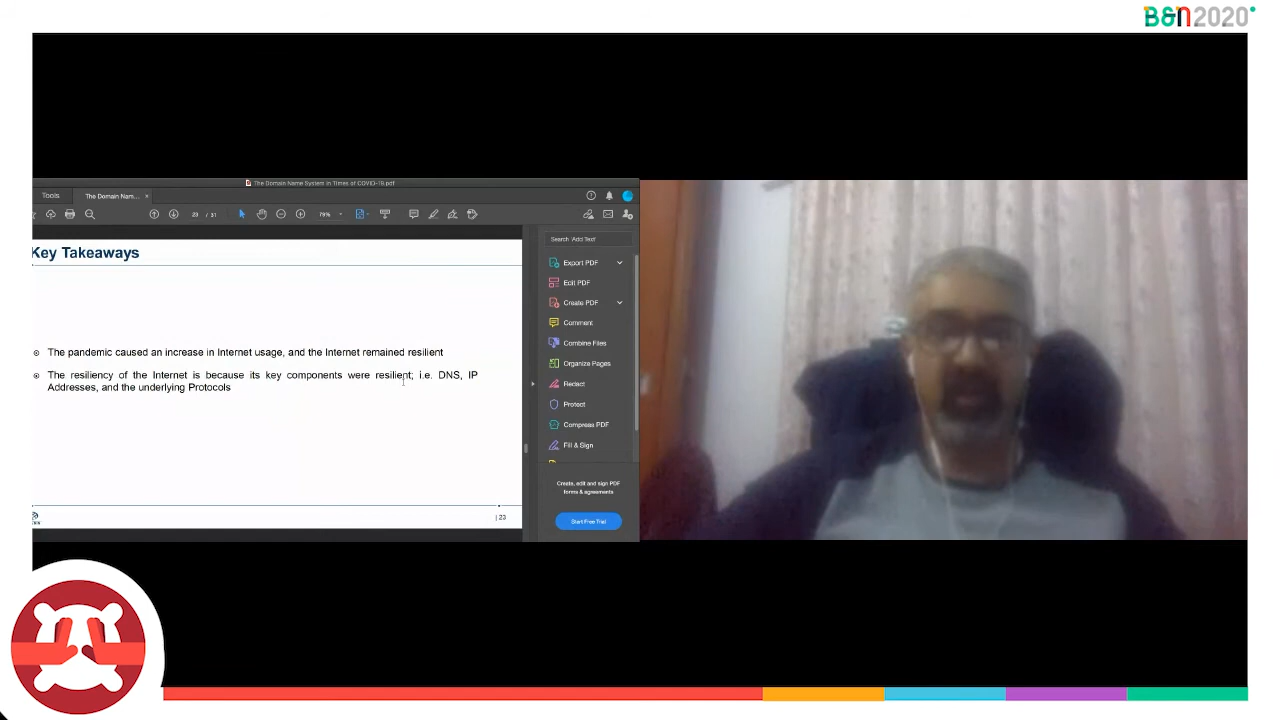 B&N2020
The Domain Name System in Times of COVID-19.pdf
Tools
The Domain Nam... ×
23 / 31
79%
Key Takeaways
Search 'Add Text'
The pandemic caused an increase in Internet usage, and the Internet remained resilient
The resiliency of the Internet is because its key components were resilient; i.e. DNS, IP
Addresses, and the underlying Protocols
| 23
Export PDF
Edit PDF
Create PDF
Comment
Combine Files
Organize Pages
Redact
Protect
Compress PDF
Fill & Sign
Create, edit and sign PDF
forms & agreements
Start Free Trial